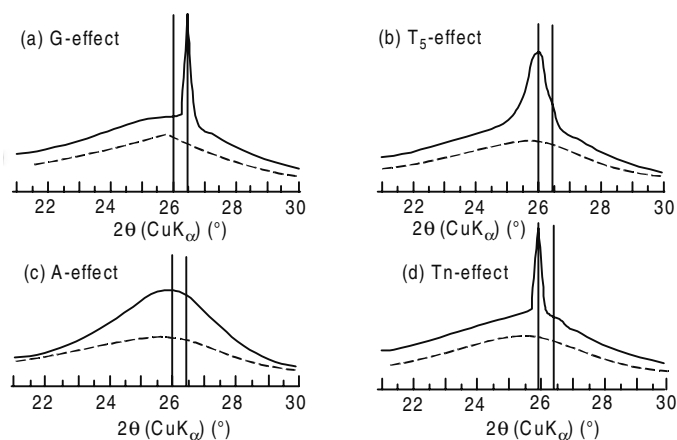 (a) G-effect
(b) T₅-effect
22 24 26 28 30
2θ (CuKα) (°)
22 24 26 28 30
2θ (CuKα) (°)
(c) A-effect
(d) Tn-effect
22 24 26 28 30
2θ (CuKα) (°)
22 24 26 28 30
2θ (CuKα) (°)